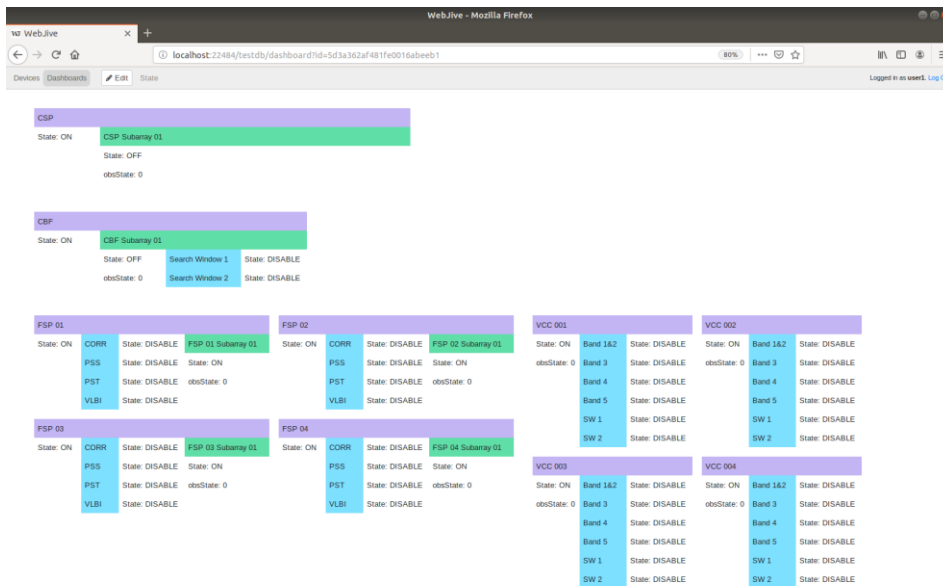 WebJive - Mozilla Firefox
WebJive
localhost:22484/testdb/dashboard?id=5d3a362af481fe0016abeeb1
80%
Devices Dashboards Edit State
Logged in as user1. Log
CSP
State: ON CSP Subarray 01
State: OFF
obsState: 0
CBF
State: ON CBF Subarray 01
State: OFF Search Window 1 State: DISABLE
obsState: 0 Search Window 2 State: DISABLE
FSP 01
State: ON CORR State: DISABLE FSP 01 Subarray 01
PSS State: DISABLE State: ON
PST State: DISABLE obsState: 0
VLBI State: DISABLE
FSP 02
State: ON CORR State: DISABLE FSP 02 Subarray 01
PSS State: DISABLE State: ON
PST State: DISABLE obsState: 0
VLBI State: DISABLE
FSP 03
State: ON CORR State: DISABLE FSP 03 Subarray 01
PSS State: DISABLE State: ON
PST State: DISABLE obsState: 0
VLBI State: DISABLE
FSP 04
State: ON CORR State: DISABLE FSP 04 Subarray 01
PSS State: DISABLE State: ON
PST State: DISABLE obsState: 0
VLBI State: DISABLE
VCC 001
State: ON Band 1&2 State: DISABLE
obsState: 0 Band 3 State: DISABLE
Band 4 State: DISABLE
Band 5 State: DISABLE
SW 1 State: DISABLE
SW 2 State: DISABLE
VCC 002
State: ON Band 1&2 State: DISABLE
obsState: 0 Band 3 State: DISABLE
Band 4 State: DISABLE
Band 5 State: DISABLE
SW 1 State: DISABLE
SW 2 State: DISABLE
VCC 003
State: ON Band 1&2 State: DISABLE
obsState: 0 Band 3 State: DISABLE
Band 4 State: DISABLE
Band 5 State: DISABLE
SW 1 State: DISABLE
SW 2 State: DISABLE
VCC 004
State: ON Band 1&2 State: DISABLE
obsState: 0 Band 3 State: DISABLE
Band 4 State: DISABLE
Band 5 State: DISABLE
SW 1 State: DISABLE
SW 2 State: DISABLE